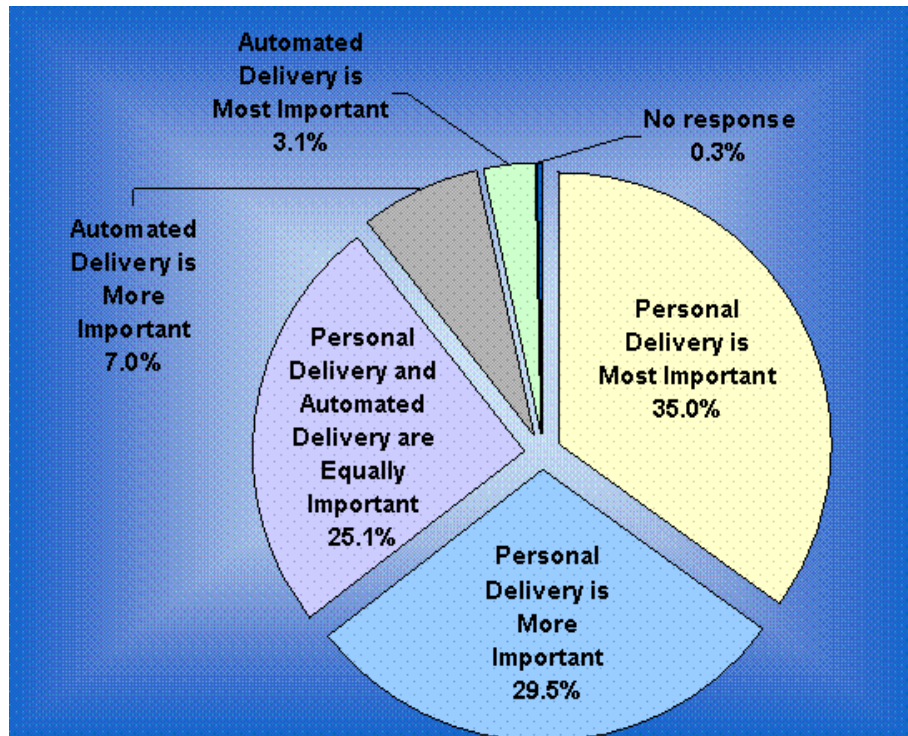 Automated
Delivery is
Most Important
3.1%
No response
0.3%
Automated
Delivery is
More
Important
7.0%
Personal
Delivery is
Most Important
35.0%
Personal
Delivery and
Automated
Delivery are
Equally
Important
25.1%
Personal
Delivery is
More
Important
29.5%